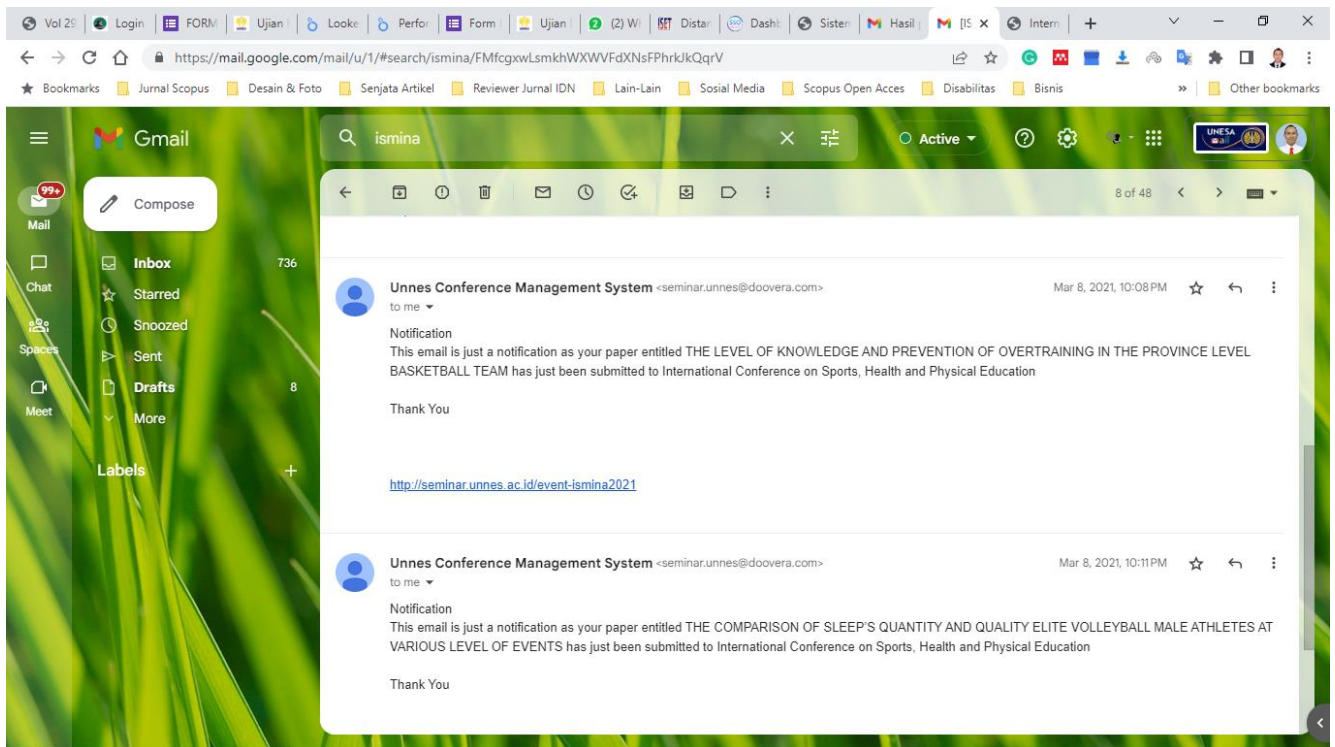 Vol 29
Login
FORM
Ujian
Looke
Perfor
Form
Ujian
(2) W
Distan
Dashb
Sistem
Hasil
[IS
Intern
https://mail.google.com/mail/u/1/#search/ismina/FMfcgxwLsmkhWXWVFdXNsFPhrkJkQqrV
Bookmarks
Jurnal Scopus
Desain & Foto
Senjata Artikel
Reviewer Jurnal IDN
Lain-Lain
Sosial Media
Scopus Open Acces
Disabilitas
Bisnis
»
Other bookmarks
Gmail
ismina
Active
UNESA
99+
Mail
Compose
8 of 48
Inbox 736
Chat
Starred
Snoozed
Spaces
Sent
Drafts 8
Meet
More
Labels
Unnes Conference Management System <seminar.unnes@doovera.com>
Mar 8, 2021, 10:08 PM
to me
Notification
This email is just a notification as your paper entitled THE LEVEL OF KNOWLEDGE AND PREVENTION OF OVERTRAINING IN THE PROVINCE LEVEL
BASKETBALL TEAM has just been submitted to International Conference on Sports, Health and Physical Education
Thank You
http://seminar.unnes.ac.id/event-ismina2021
Unnes Conference Management System <seminar.unnes@doovera.com>
Mar 8, 2021, 10:11 PM
to me
Notification
This email is just a notification as your paper entitled THE COMPARISON OF SLEEP'S QUANTITY AND QUALITY ELITE VOLLEYBALL MALE ATHLETES AT
VARIOUS LEVEL OF EVENTS has just been submitted to International Conference on Sports, Health and Physical Education
Thank You